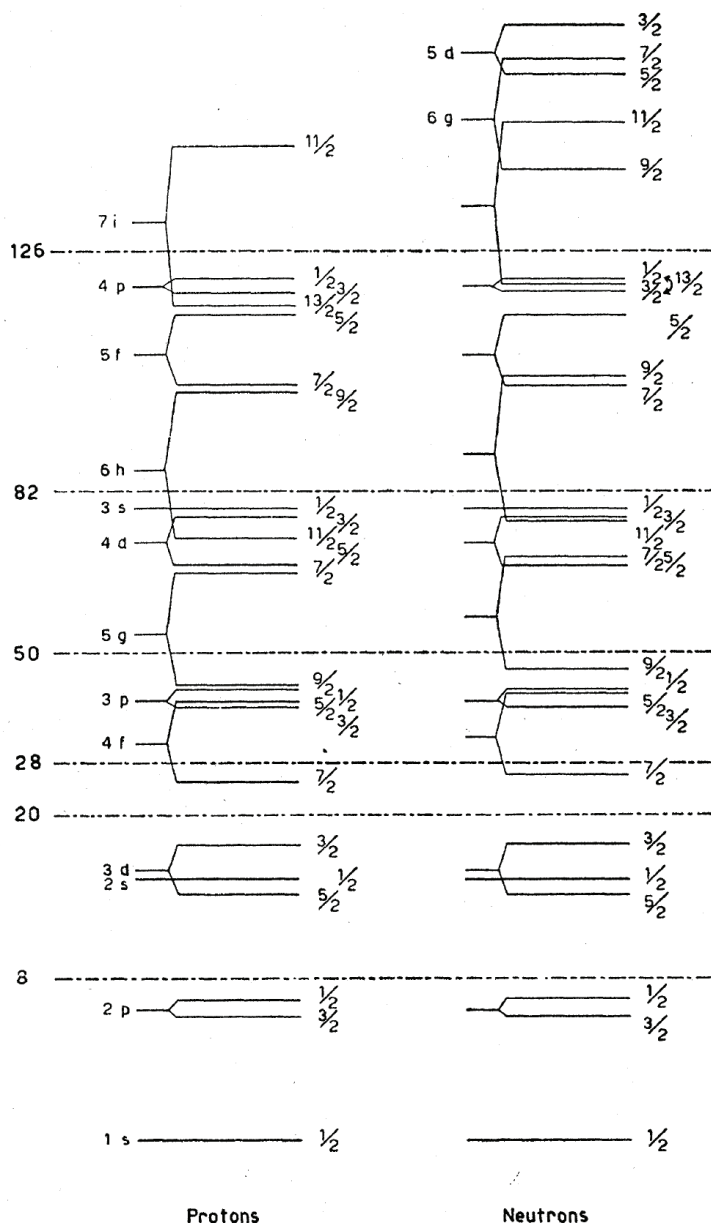 3/2
5 d
7/2
5/2
6 g
11/2
11/2
9/2
7 i
126
4 p
1/2 3/2
1/2 13/2
13/2 5/2
3/2
5/2
5 f
7/2 9/2
9/2
7/2
6 h
82
3 s
1/2 3/2
1/2 3/2
4 d
11/2 5/2
11/2
7/2
7/2 5/2
5 g
50
9/2 1/2
9/2 1/2
3 p
5/2 3/2
5/2 3/2
4 f
28
7/2
7/2
20
3/2
3/2
3 d
2 s
1/2
1/2
5/2
5/2
8
1/2
1/2
2 p
3/2
3/2
1 s
1/2
1/2
Protons
Neutrons